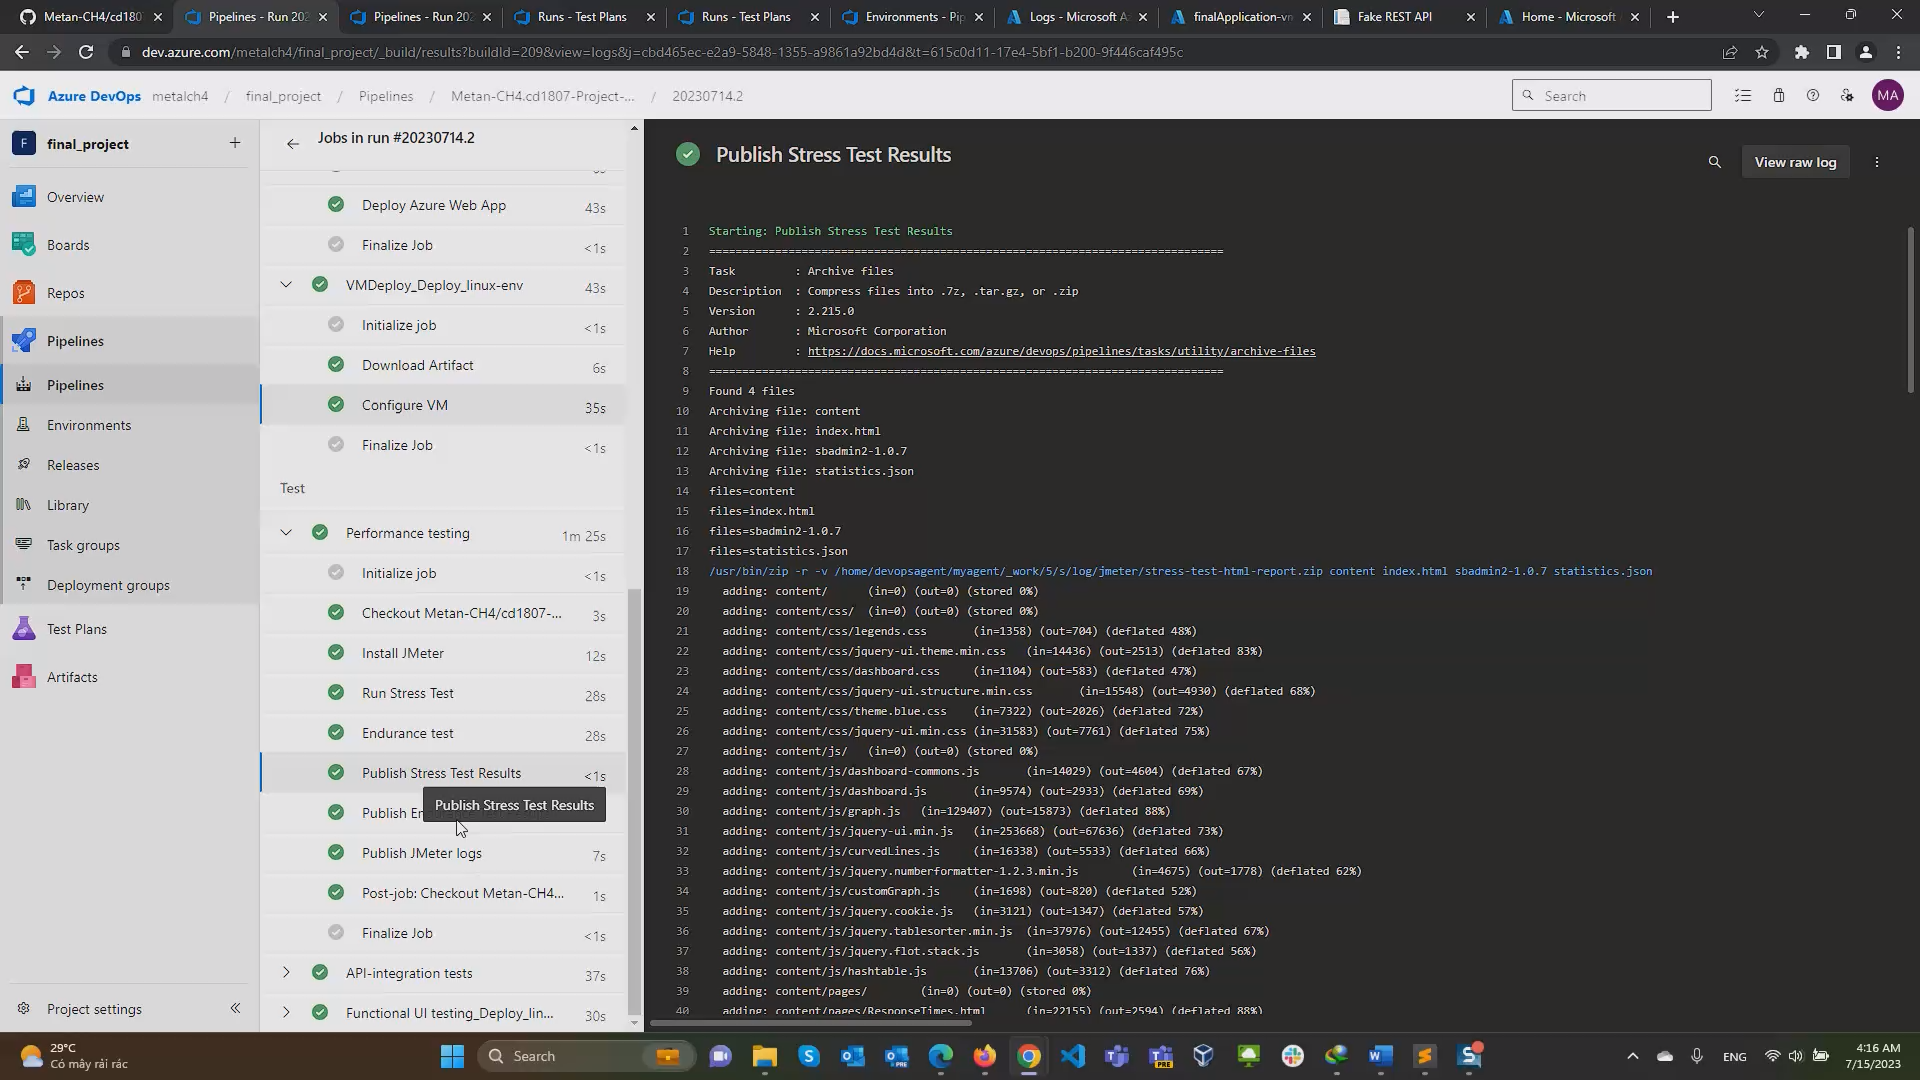 Metan-CH4/cd180
Pipelines - Run 202
Pipelines - Run 202
Runs - Test Plans
Runs - Test Plans
Environments - Pip
Logs - Microsoft A
finalApplication-vn
Fake REST API
Home - Microsoft
dev.azure.com/metalch4/final_project/_build/results?buildId=209&view=logs&j=cbd465ec-e2a9-5848-1355-a9861a92bd4d&t=615c0d11-17e4-5bf1-b200-9f446caf495c
Azure DevOps metalch4 / final_project / Pipelines / Metan-CH4.cd1807-Project-... / 20230714.2
Search
MA
F final_project
Overview
Boards
Repos
Pipelines
Pipelines
Environments
Releases
Library
Task groups
Deployment groups
Test Plans
Artifacts
Project settings
Jobs in run #20230714.2
Deploy Azure Web App 43s
Finalize Job <1s
VMDeploy_Deploy_linux-env 43s
Initialize job <1s
Download Artifact 6s
Configure VM 35s
Finalize Job <1s
Test
Performance testing 1m 25s
Initialize job <1s
Checkout Metan-CH4/cd1807-... 3s
Install JMeter 12s
Run Stress Test 28s
Endurance test 28s
Publish Stress Test Results <1s
Publish Stress Test Results
Publish
Publish JMeter logs 7s
Post-job: Checkout Metan-CH4... 1s
Finalize Job <1s
API-integration tests 37s
Functional UI testing_Deploy_lin... 30s
Publish Stress Test Results
View raw log
1 Starting: Publish Stress Test Results
2 ==============================================================================
3 Task : Archive files
4 Description : Compress files into .7z, .tar.gz, or .zip
5 Version : 2.215.0
6 Author : Microsoft Corporation
7 Help : https://docs.microsoft.com/azure/devops/pipelines/tasks/utility/archive-files
8 ==============================================================================
9 Found 4 files
10 Archiving file: content
11 Archiving file: index.html
12 Archiving file: sbadmin2-1.0.7
13 Archiving file: statistics.json
14 files=content
15 files=index.html
16 files=sbadmin2-1.0.7
17 files=statistics.json
18 /usr/bin/zip -r -v /home/devopsagent/myagent/_work/5/s/log/jmeter/stress-test-html-report.zip content index.html sbadmin2-1.0.7 statistics.json
19 adding: content/ (in=0) (out=0) (stored 0%)
20 adding: content/css/ (in=0) (out=0) (stored 0%)
21 adding: content/css/legends.css (in=1358) (out=704) (deflated 48%)
22 adding: content/css/jquery-ui.theme.min.css (in=14436) (out=2513) (deflated 83%)
23 adding: content/css/dashboard.css (in=1104) (out=583) (deflated 47%)
24 adding: content/css/jquery-ui.structure.min.css (in=15548) (out=4930) (deflated 68%)
25 adding: content/css/theme.blue.css (in=7322) (out=2026) (deflated 72%)
26 adding: content/css/jquery-ui.min.css (in=31583) (out=7761) (deflated 75%)
27 adding: content/js/ (in=0) (out=0) (stored 0%)
28 adding: content/js/dashboard-commons.js (in=14029) (out=4604) (deflated 67%)
29 adding: content/js/dashboard.js (in=9574) (out=2933) (deflated 69%)
30 adding: content/js/graph.js (in=129407) (out=15873) (deflated 88%)
31 adding: content/js/jquery-ui.min.js (in=253668) (out=67636) (deflated 73%)
32 adding: content/js/curvedLines.js (in=16338) (out=5533) (deflated 66%)
33 adding: content/js/jquery.numberformatter-1.2.3.min.js (in=4675) (out=1778) (deflated 62%)
34 adding: content/js/customGraph.js (in=1698) (out=820) (deflated 52%)
35 adding: content/js/jquery.cookie.js (in=3121) (out=1347) (deflated 57%)
36 adding: content/js/jquery.tablesorter.min.js (in=37976) (out=12455) (deflated 67%)
37 adding: content/js/jquery.flot.stack.js (in=3058) (out=1337) (deflated 56%)
38 adding: content/js/hashtable.js (in=13706) (out=3312) (deflated 76%)
39 adding: content/pages/ (in=0) (out=0) (stored 0%)
40 adding: content/pages/ResponseTimes.html (in=22155) (out=2594) (deflated 88%)
29°C
Có mây rải rác
Search
ENG
4:16 AM
7/15/2023